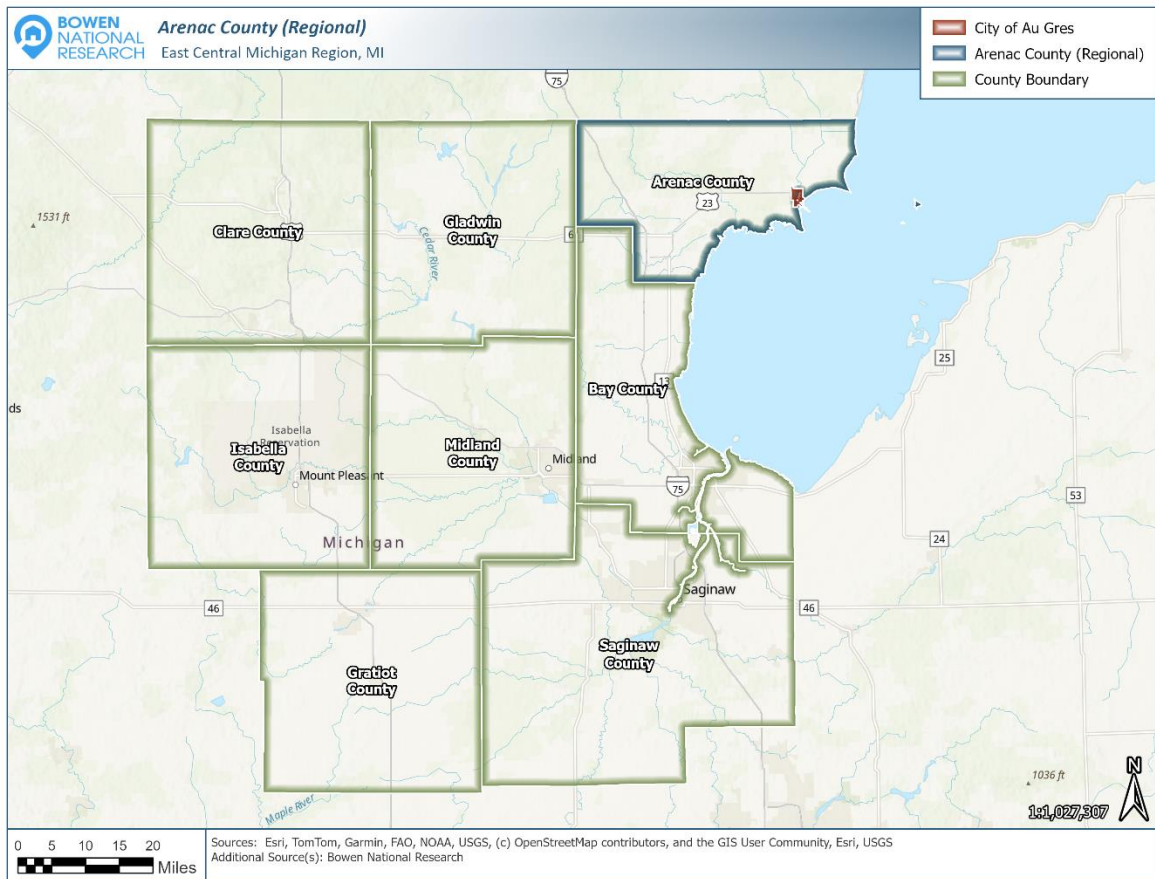 BOWEN
NATIONAL
RESEARCH
Arenac County (Regional)
East Central Michigan Region, MI
City of Au Gres
Arenac County (Regional)
County Boundary
75
Arenac County
23
1531 ft
Clare County
Gladwin
County
Cedar River
6
25
13
Bay County
ds
Isabella
Reservation
Isabella
County
Mount Pleasant
Midland
County
Midland
75
53
Michigan
24
46
Saginaw
46
Saginaw
County
Gratiot
County
Maple River
1036 ft
N
1:1,027,307
0 5 10 15 20
Miles
Sources: Esri, TomTom, Garmin, FAO, NOAA, USGS, (c) OpenStreetMap contributors, and the GIS User Community, Esri, USGS
Additional Source(s): Bowen National Research